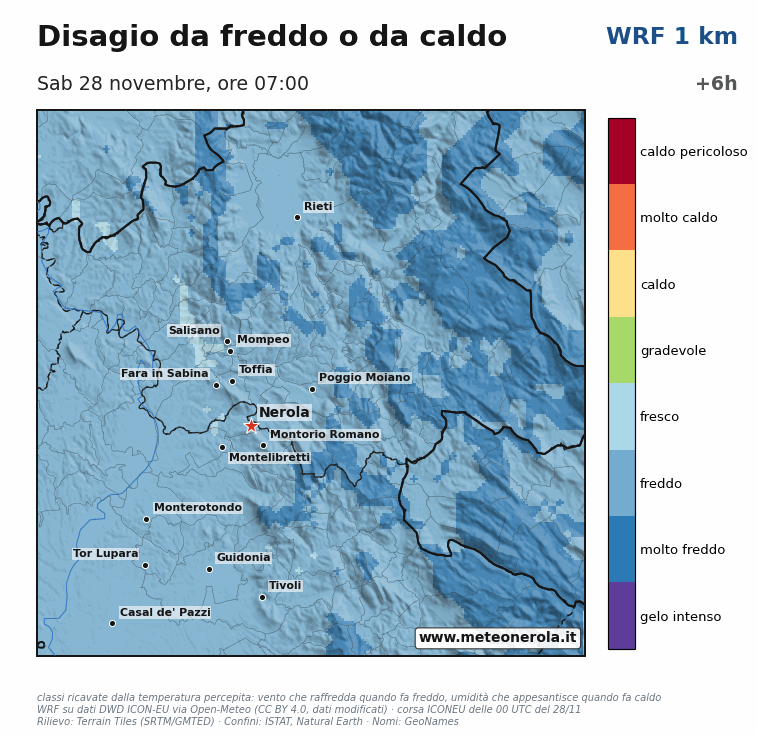 Disagio da freddo o da caldo
WRF 1 km
Sab 28 novembre, ore 07:00
+6h
caldo pericoloso
molto caldo
caldo
gradevole
fresco
freddo
molto freddo
gelo intenso
Rieti
Salisano
Mompeo
Toffia
Fara in Sabina
Poggio Moiano
Nerola
Montorio Romano
Montelibretti
Monterotondo
Tor Lupara
Guidonia
Tivoli
Casal de' Pazzi
www.meteonerola.it
classi ricavate dalla temperatura percepita: vento che raffredda quando fa freddo, umidità che appesantisce quando fa caldo
WRF su dati DWD ICON-EU via Open-Meteo (CC BY 4.0, dati modificati) · corsa ICONEU delle 00 UTC del 28/11
Rilievo: Terrain Tiles (SRTM/GMTED) · Confini: ISTAT, Natural Earth · Nomi: GeoNames